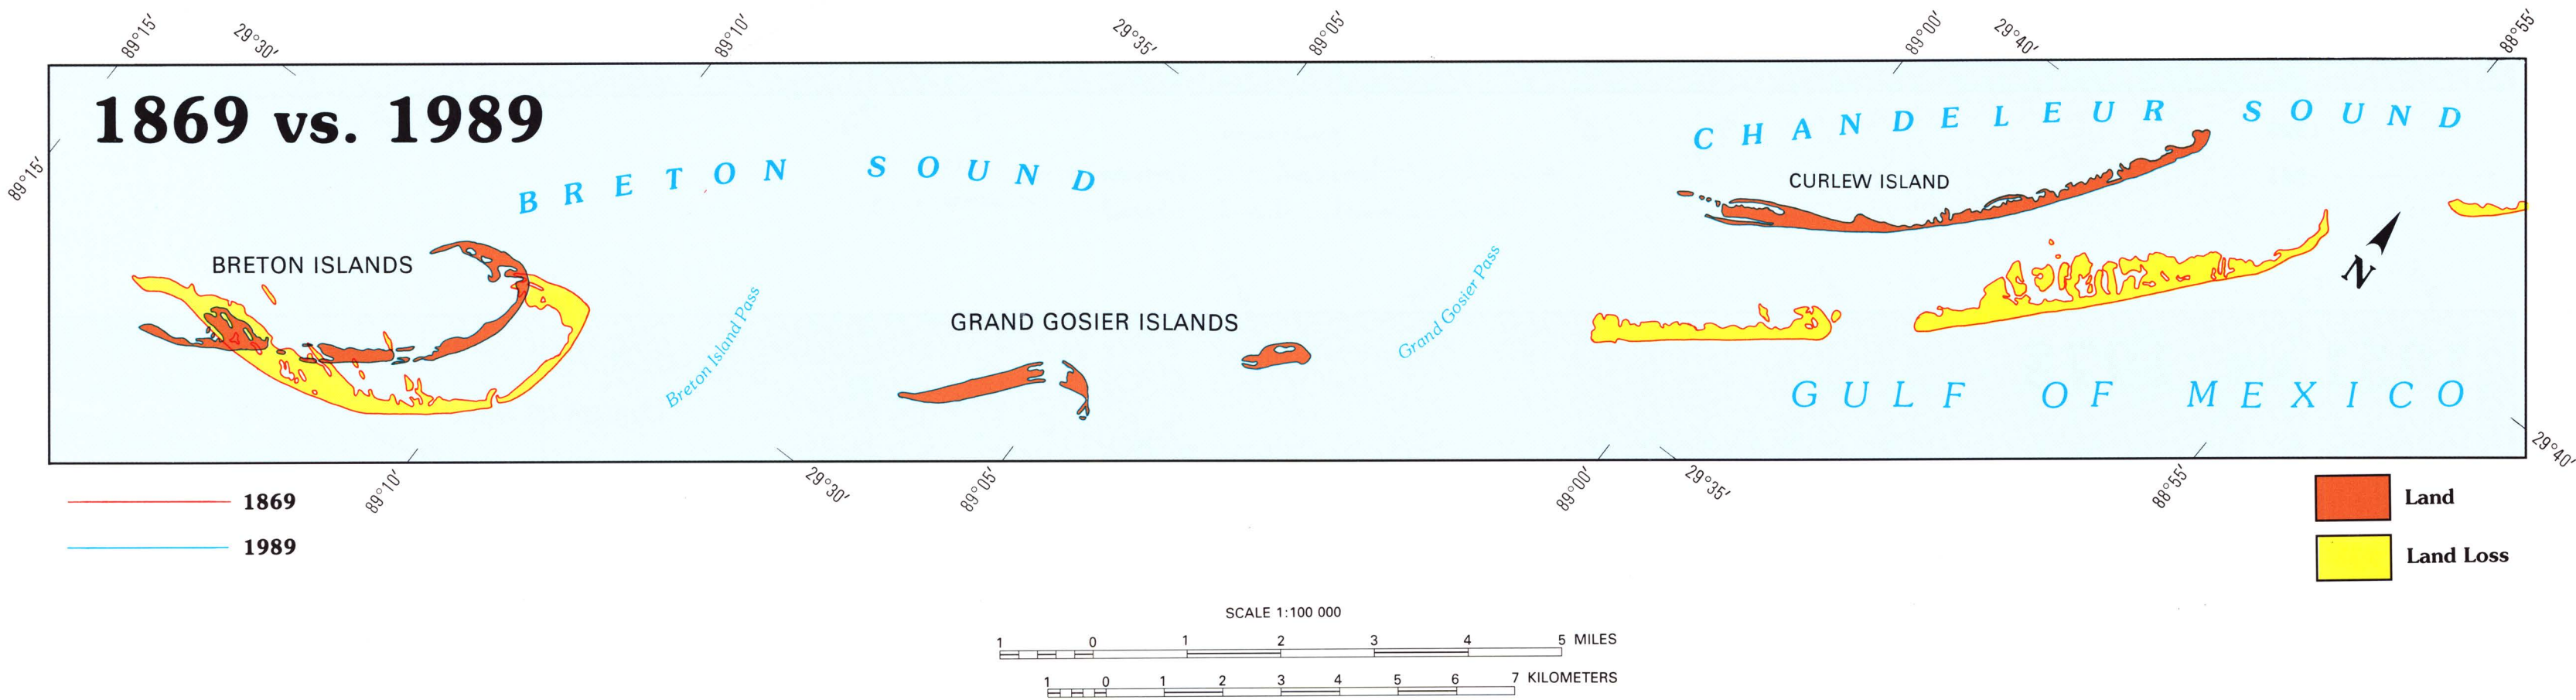 89°15′ 29°30′ 89°10′ 29°35′ 89°05′ 89°00′ 29°40′ 88°55′
1869 vs. 1989
CHANDELEUR SOUND
89°15′
BRETON SOUND
CURLEW ISLAND
BRETON ISLANDS
N
Breton Island Pass
GRAND GOSIER ISLANDS
Grand Gosier Pass
GULF OF MEXICO
29°40′
89°10′ 29°30′ 89°05′ 89°00′ 29°35′ 88°55′
1869
Land
1989
Land Loss
SCALE 1:100 000
1 0 1 2 3 4 5 MILES
1 0 1 2 3 4 5 6 7 KILOMETERS